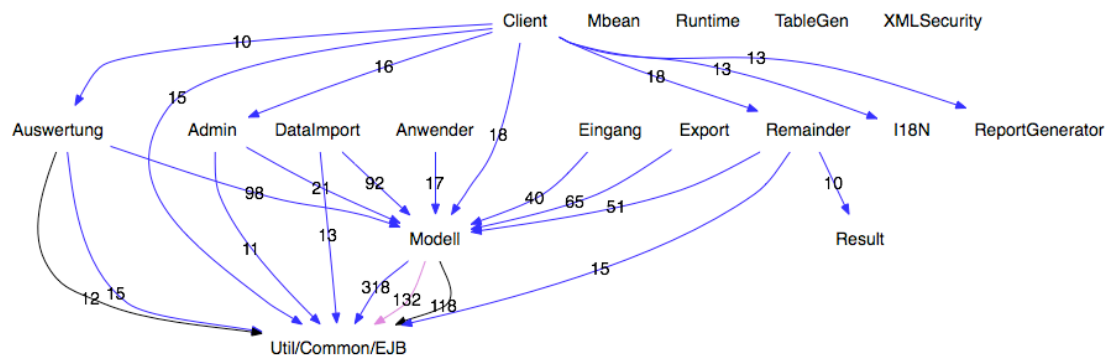 Client Mbean Runtime TableGen XMLSecurity
10 16 15 18 18 13 13
Auswertung Admin DataImport Anwender Eingang Export Remainder I18N ReportGenerator
98 21 92 17 40 65 51 10
11 13
Modell Result
12 15 318 132 118 15
Util/Common/EJB